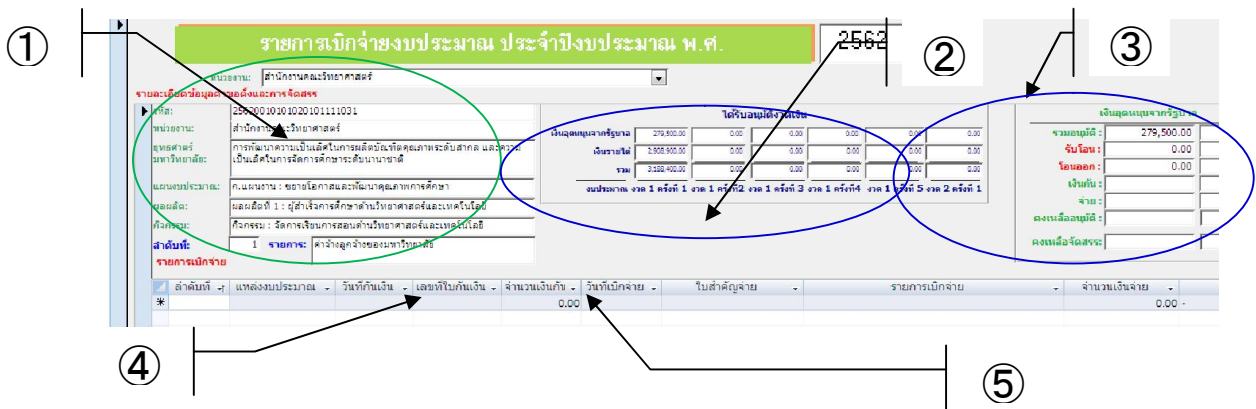 รายการเบิกจ่ายงบประมาณ ประจำปีงบประมาณ พ.ศ. 2562
① ② ③
หน่วยงาน: สำนักงานคณะวิทยาศาสตร์
รหัส: 2562001010102010111031
หน่วยงาน: สำนักงานคณะวิทยาศาสตร์
ยุทธศาสตร์มหาวิทยาลัย: การพัฒนาความเป็นเลิศในการผลิตบัณฑิตคุณภาพระดับสากล และความ
เป็นเลิศในการจัดการศึกษาระดับนานาชาติ
แผนงบประมาณ: ก.แผนงาน : ขยายโอกาสและพัฒนาคุณภาพการศึกษา
ผลผลิต: ผลผลิตที่ 1 : ผู้สำเร็จการศึกษาด้านวิทยาศาสตร์และเทคโนโลยี
กิจกรรม: กิจกรรม : จัดการเรียนการสอนด้านวิทยาศาสตร์และเทคโนโลยี
ลำดับที่: 1 รายการ: ค่าจ้างลูกจ้างของมหาวิทยาลัย
รายการเบิกจ่าย
ได้รับอนุมัติงวดเงิน
เงินอุดหนุนจากรัฐบาล 279,500.00 0.00 0.00 0.00 0.00 0.00
เงินรายได้ 2,908,900.00 0.00 0.00 0.00 0.00 0.00
รวม 3,188,400.00 0.00 0.00 0.00 0.00 0.00
งบประมาณ งวด 1 ครั้งที่ 1 งวด 1 ครั้งที่2 งวด 1 ครั้งที่ 3 งวด 1 ครั้งที่4 งวด 1 ครั้งที่ 5 งวด 2 ครั้งที่ 1
เงินอุดหนุนจากรัฐบาล
รวมอนุมัติ : 279,500.00
รับโอน : 0.00
โอนออก : 0.00
เงินกัน :
จ่าย :
คงเหลืออนุมัติ :
คงเหลือจัดสรร:
ลำดับที่ แหล่งงบประมาณ วันที่กันเงิน เลขที่ใบกันเงิน จำนวนเงินกัน วันที่เบิกจ่าย ใบสำคัญจ่าย รายการเบิกจ่าย จำนวนเงินจ่าย
* 0.00 0.00 -
④ ⑤